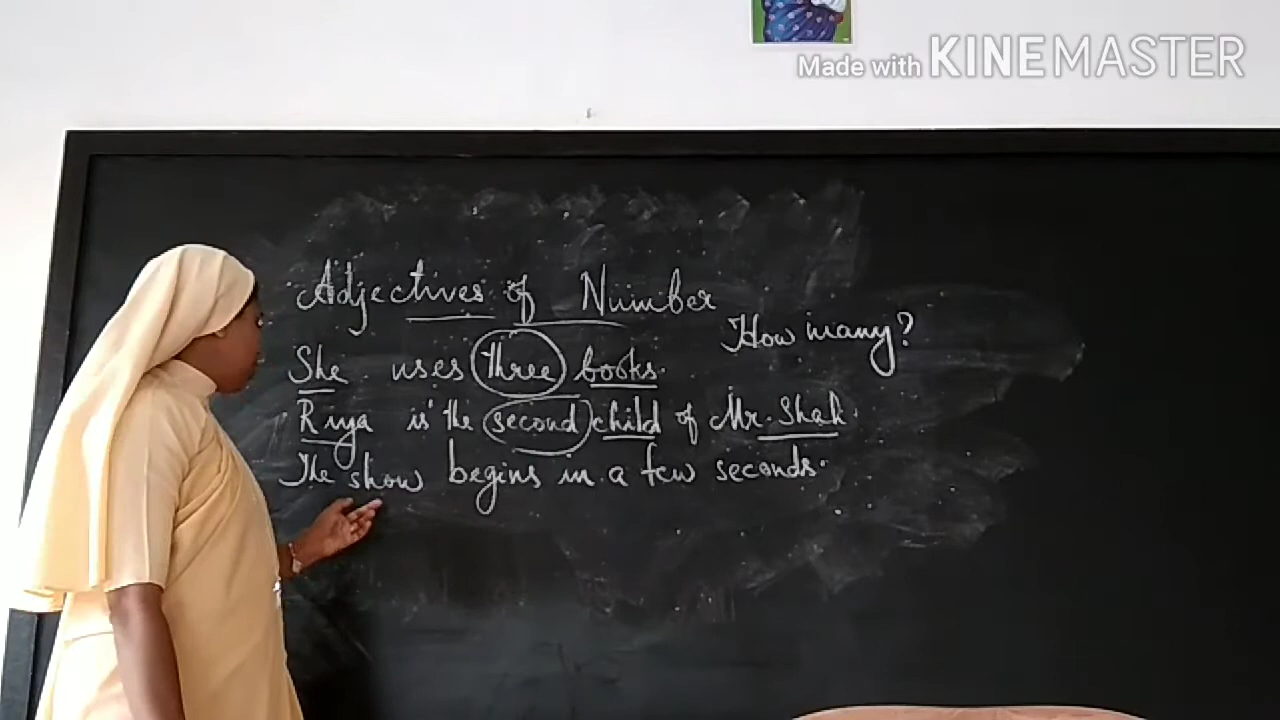 Made with KINEMASTER
Adjectives of Number
How many?
She uses three books.
Riya is the second child of Mr. Shah.
The show begins in a few seconds.